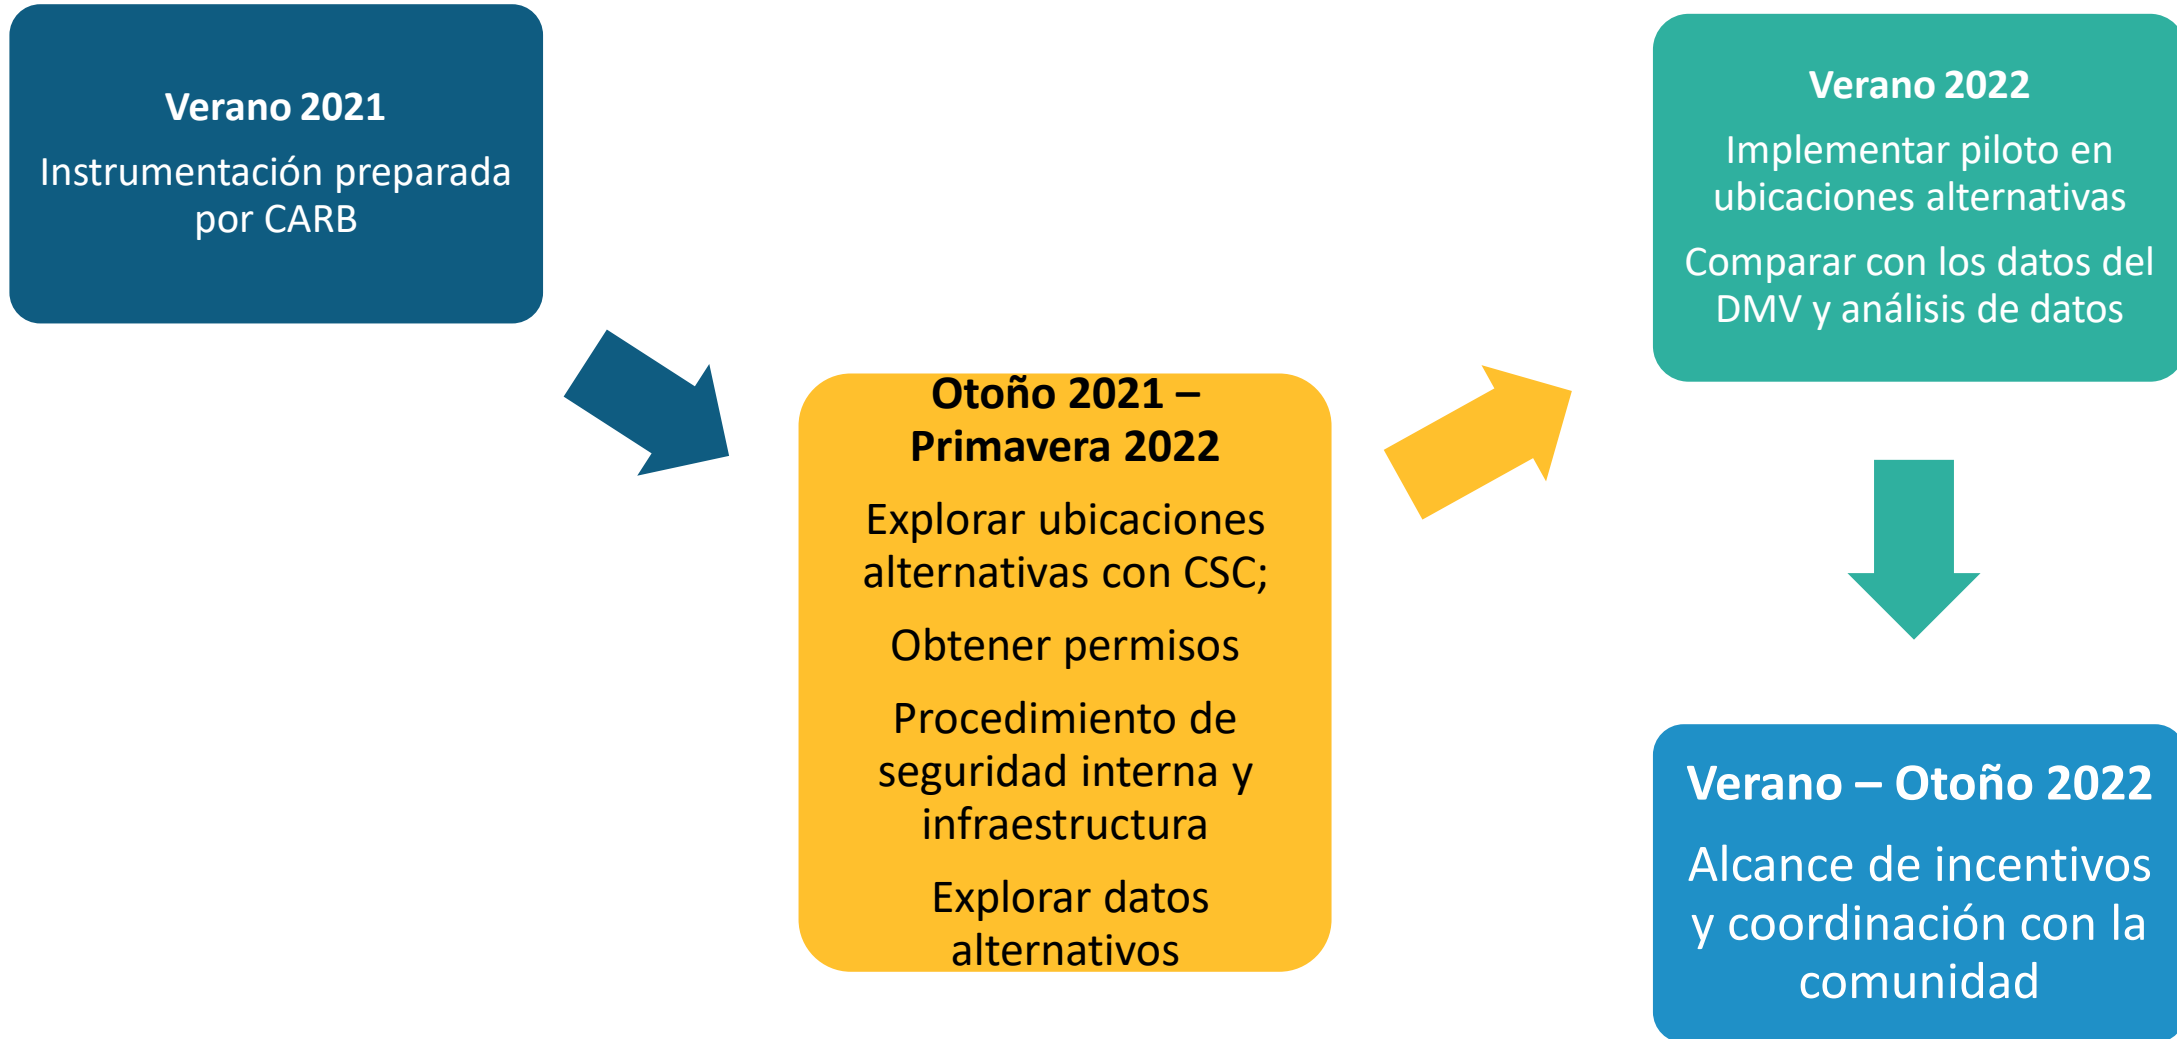 Verano 2021
Instrumentación preparada
por CARB
Otoño 2021 –
Primavera 2022
Explorar ubicaciones
alternativas con CSC;
Obtener permisos
Procedimiento de
seguridad interna y
infraestructura
Explorar datos
alternativos
Verano 2022
Implementar piloto en
ubicaciones alternativas
Comparar con los datos del
DMV y análisis de datos
Verano – Otoño 2022
Alcance de incentivos
y coordinación con la
comunidad